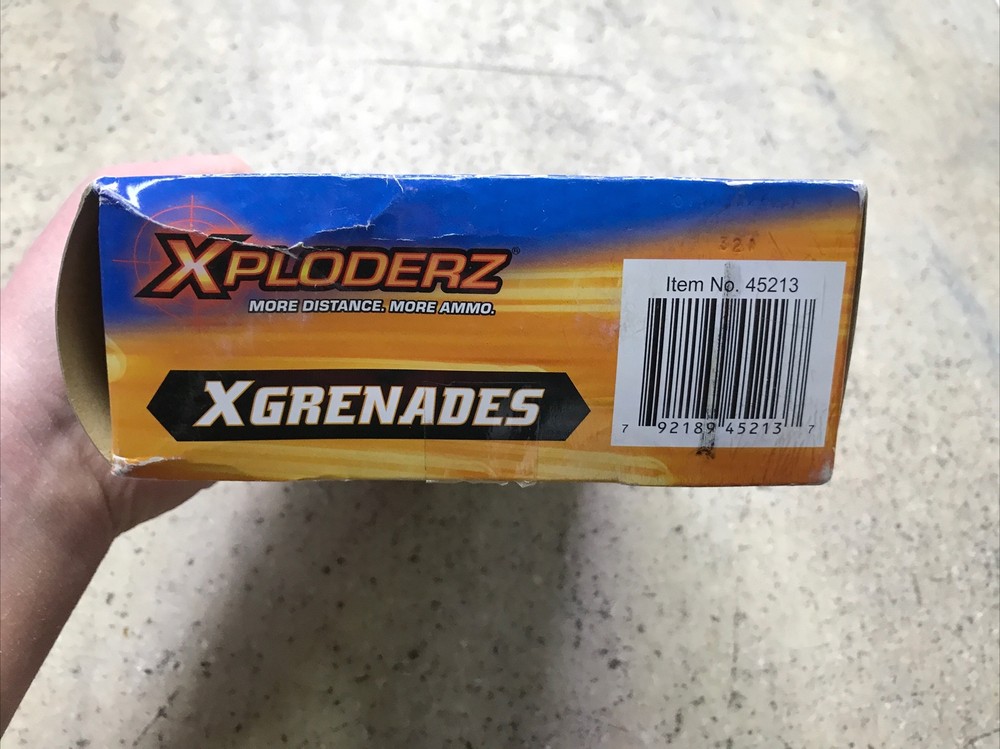 XPLODERZ®
MORE DISTANCE. MORE AMMO.
XGRENADES
Item No. 45213
7 92189 45213 7